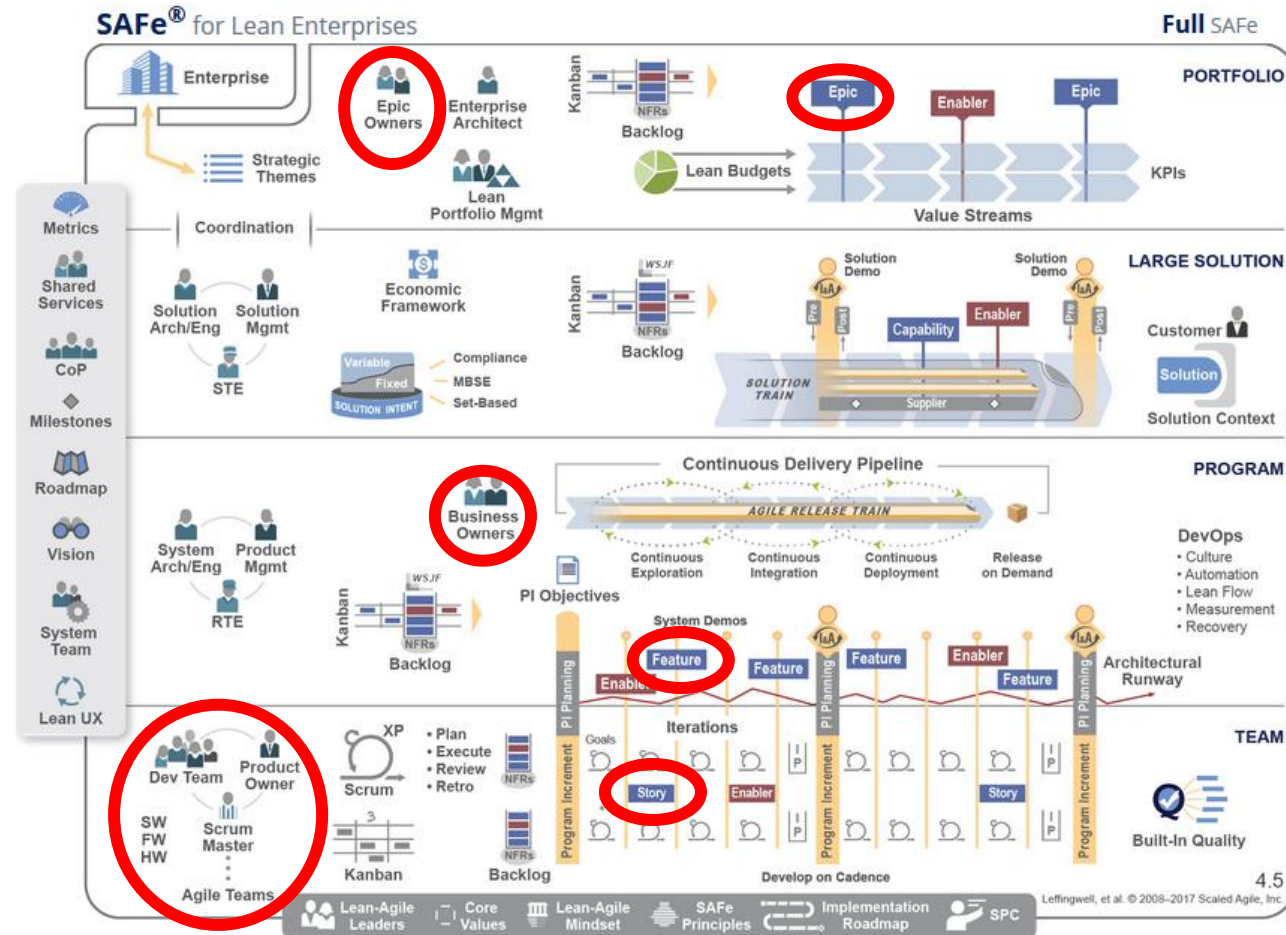 SAFe® for Lean Enterprises
Full SAFe
Enterprise
Strategic
Themes
Epic
Owners
Enterprise
Architect
Lean
Portfolio Mgmt
Kanban
NFRs
Backlog
Lean Budgets
Epic
Enabler
Epic
KPIs
Value Streams
PORTFOLIO
Metrics
Shared
Services
CoP
Milestones
Roadmap
Vision
System
Team
Lean UX
Coordination
Solution
Arch/Eng
Solution
Mgmt
STE
Economic
Framework
Variable
Fixed
SOLUTION INTENT
Compliance
MBSE
Set-Based
Kanban
WSJF
NFRs
Backlog
Solution
Demo
I&A
Pre
Post
Capability
Enabler
SOLUTION
TRAIN
Supplier
Solution
Demo
I&A
Pre
Post
LARGE SOLUTION
Customer
Solution
Solution Context
System
Arch/Eng
Product
Mgmt
RTE
Business
Owners
Kanban
WSJF
NFRs
Backlog
PI Objectives
Continuous Delivery Pipeline
AGILE RELEASE TRAIN
Continuous
Exploration
Continuous
Integration
Continuous
Deployment
Release
on Demand
PROGRAM
DevOps
• Culture
• Automation
• Lean Flow
• Measurement
• Recovery
System Demos
I&A
I&A
Enabler
Feature
Feature
Feature
Enabler
Feature
Architectural
Runway
PI Planning
PI Planning
PI Planning
Dev Team
Product
Owner
Scrum
Master
SW
FW
HW
Agile Teams
XP
Scrum
• Plan
• Execute
• Review
• Retro
3
Kanban
NFRs
NFRs
Backlog
Program Increment
Program Increment
Program Increment
Goals
Iterations
Story
Enabler
Story
I P
I P
I P
I P
Develop on Cadence
TEAM
Built-In Quality
4.5
Leffingwell, et al. © 2008–2017 Scaled Agile, Inc.
Lean-Agile
Leaders
Core
Values
Lean-Agile
Mindset
SAFe
Principles
Implementation
Roadmap
SPC